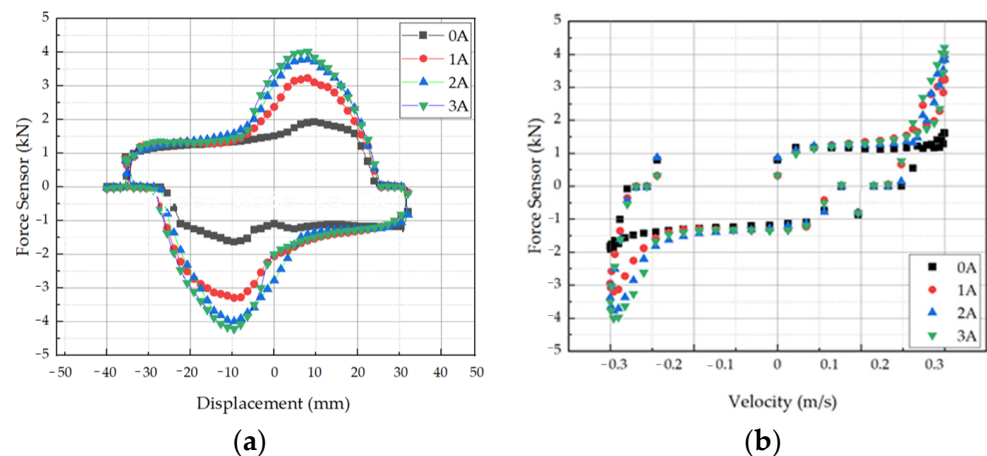 5
4
3
2
1
0
-1
-2
-3
-4
-5
Force Sensor (kN)
-50 -40 -30 -20 -10 0 10 20 30 40 50
Displacement (mm)
0A
1A
2A
3A
(a)
5
4
3
2
1
0
-1
-2
-3
-4
-5
Force Sensor (kN)
-0.3 -0.2 -0.1 0 0.1 0.2 0.3
Velocity (m/s)
0A
1A
2A
3A
(b)